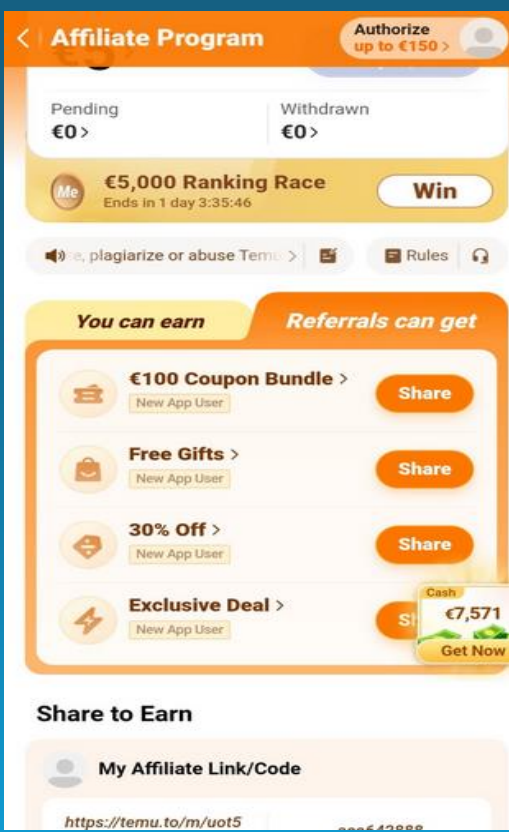 Affiliate Program
Authorize
up to €150 >
Pending
Withdrawn
€0 >
€0 >
Me
€5,000 Ranking Race
Ends in 1 day 3:35:46
Win
plagiarize or abuse Temu >
Rules
You can earn
Referrals can get
€100 Coupon Bundle >
New App User
Share
Free Gifts >
New App User
Share
30% Off >
New App User
Share
Exclusive Deal >
New App User
Cash
€7,571
Get Now
Share to Earn
My Affiliate Link/Code
https://temu.to/m/uot5